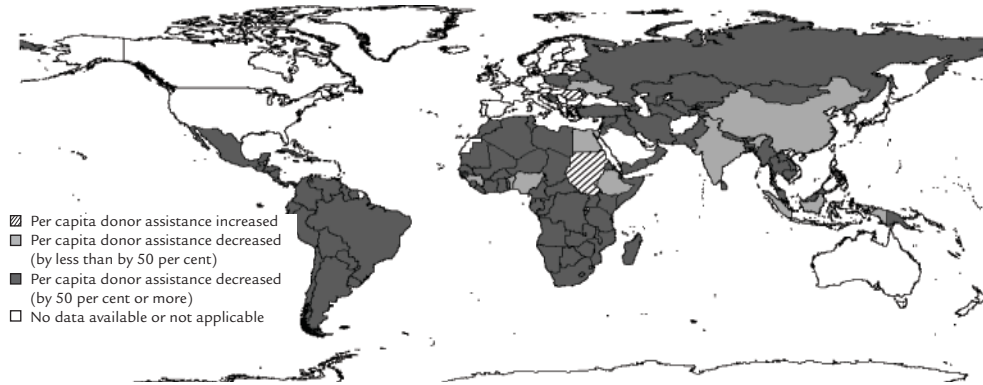 Per capita donor assistance increased
Per capita donor assistance decreased
(by less than by 50 per cent)
Per capita donor assistance decreased
(by 50 per cent or more)
No data available or not applicable